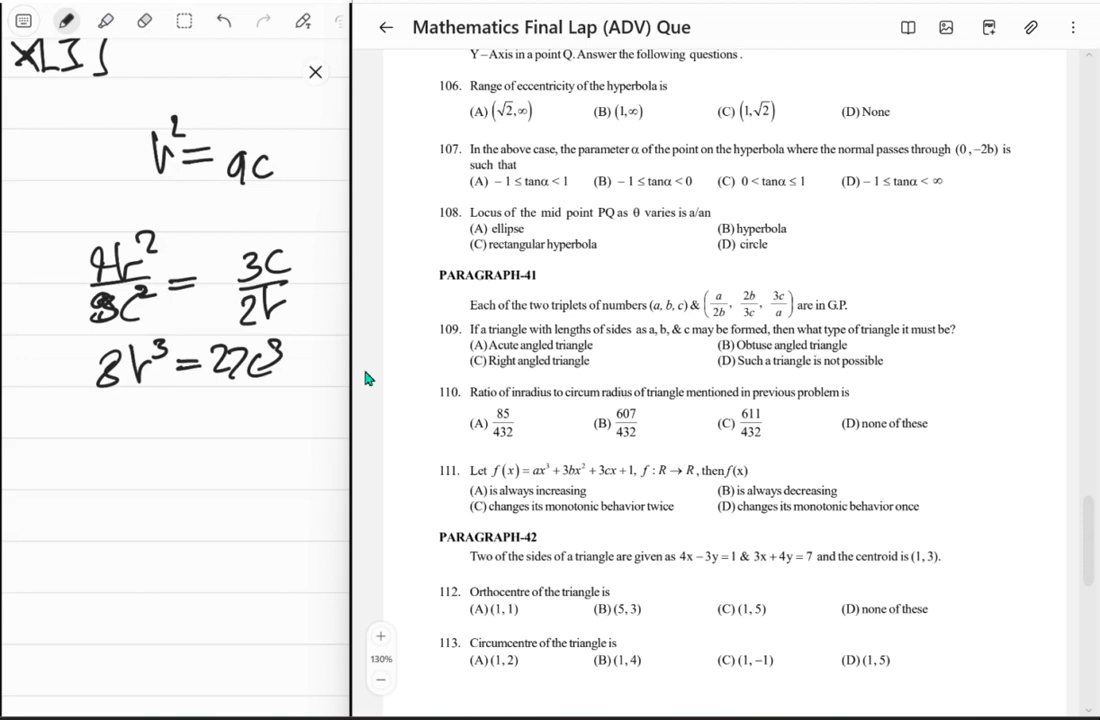 XLI
b² = ac
4b²/9c² = 3c/2b
8b³ = 27c³
Mathematics Final Lap (ADV) Que
Y–Axis in a point Q. Answer the following questions.
106. Range of eccentricity of the hyperbola is
(A) (√2,∞) (B) (1,∞) (C) (1,√2) (D) None
107. In the above case, the parameter α of the point on the hyperbola where the normal passes through (0, –2b) is
such that
(A) – 1 ≤ tanα < 1 (B) – 1 ≤ tanα < 0 (C) 0 < tanα ≤ 1 (D) – 1 ≤ tanα < ∞
108. Locus of the mid point PQ as θ varies is a/an
(A) ellipse (B) hyperbola
(C) rectangular hyperbola (D) circle
PARAGRAPH-41
Each of the two triplets of numbers (a, b, c) & (a/2b, 2b/3c, 3c/a) are in G.P.
109. If a triangle with lengths of sides as a, b, & c may be formed, then what type of triangle it must be?
(A) Acute angled triangle (B) Obtuse angled triangle
(C) Right angled triangle (D) Such a triangle is not possible
110. Ratio of inradius to circum radius of triangle mentioned in previous problem is
(A) 85/432 (B) 607/432 (C) 611/432 (D) none of these
111. Let f(x) = ax³ + 3bx² + 3cx + 1, f : R → R, then f(x)
(A) is always increasing (B) is always decreasing
(C) changes its monotonic behavior twice (D) changes its monotonic behavior once
PARAGRAPH-42
Two of the sides of a triangle are given as 4x – 3y = 1 & 3x + 4y = 7 and the centroid is (1, 3).
112. Orthocentre of the triangle is
(A) (1, 1) (B) (5, 3) (C) (1, 5) (D) none of these
113. Circumcentre of the triangle is
(A) (1, 2) (B) (1, 4) (C) (1, –1) (D) (1, 5)
130%